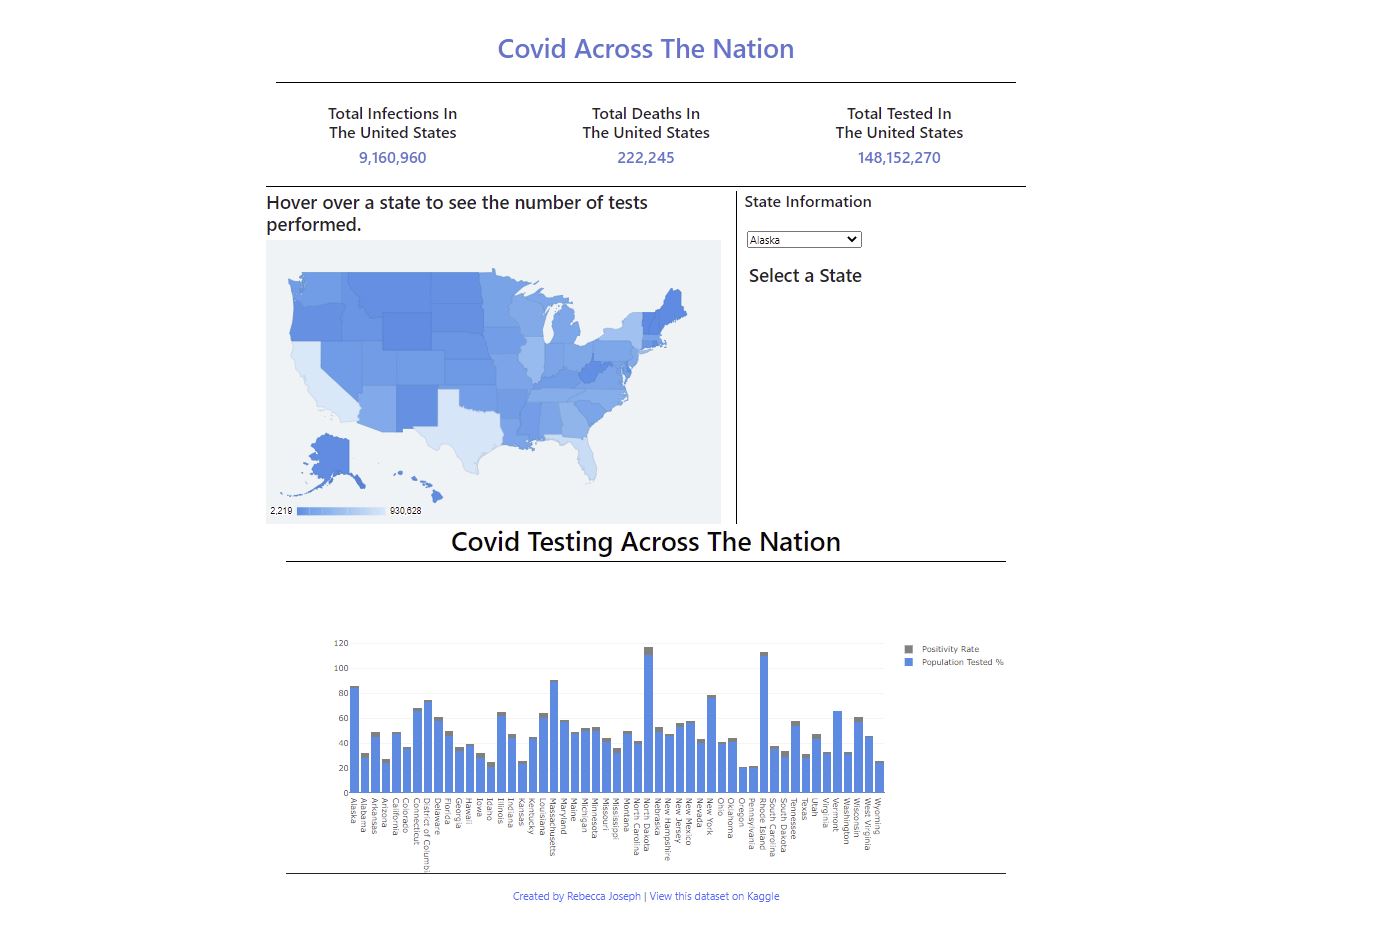 Covid Across The Nation
Total Infections In
The United States
9,160,960
Total Deaths In
The United States
222,245
Total Tested In
The United States
148,152,270
Hover over a state to see the number of tests
performed.
2,219
930,628
State Information
Alaska
Select a State
Covid Testing Across The Nation
120
100
80
60
40
20
0
Positivity Rate
Population Tested %
Alaska
Alabama
Arkansas
Arizona
California
Colorado
Connecticut
District of Columbi
Delaware
Florida
Georgia
Hawaii
Iowa
Idaho
Illinois
Indiana
Kansas
Kentucky
Louisiana
Massachusetts
Maryland
Maine
Michigan
Minnesota
Missouri
Mississippi
Montana
North Carolina
North Dakota
Nebraska
New Hampshire
New Jersey
New Mexico
Nevada
New York
Ohio
Oklahoma
Oregon
Pennsylvania
Rhode Island
South Carolina
South Dakota
Tennessee
Texas
Utah
Virginia
Vermont
Washington
Wisconsin
West Virginia
Wyoming
Created by Rebecca Joseph | View this dataset on Kaggle